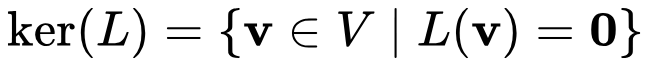 ker(L) = {𝐯 ∈ V | L(𝐯) = 𝟎}